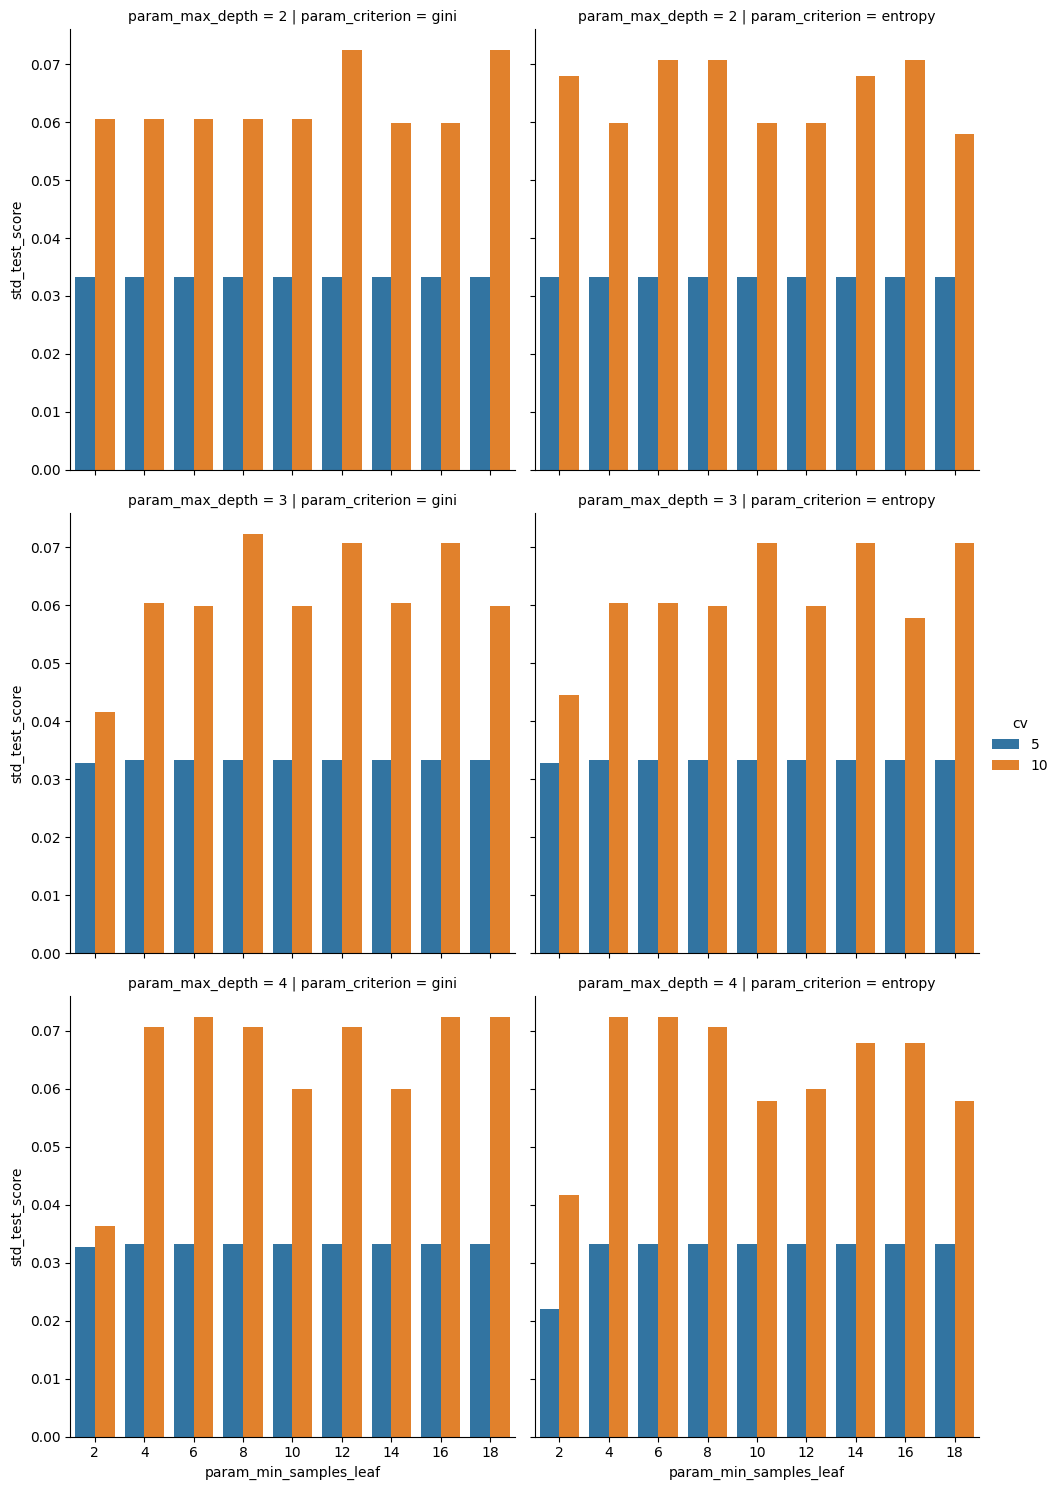 param_max_depth = 2 | param_criterion = gini
param_max_depth = 2 | param_criterion = entropy
0.07
0.06
0.05
0.04
0.03
0.02
0.01
0.00
std_test_score
param_max_depth = 3 | param_criterion = gini
param_max_depth = 3 | param_criterion = entropy
0.07
0.06
0.05
0.04
0.03
0.02
0.01
0.00
std_test_score
cv
5
10
param_max_depth = 4 | param_criterion = gini
param_max_depth = 4 | param_criterion = entropy
0.07
0.06
0.05
0.04
0.03
0.02
0.01
0.00
std_test_score
2 4 6 8 10 12 14 16 18
param_min_samples_leaf
2 4 6 8 10 12 14 16 18
param_min_samples_leaf